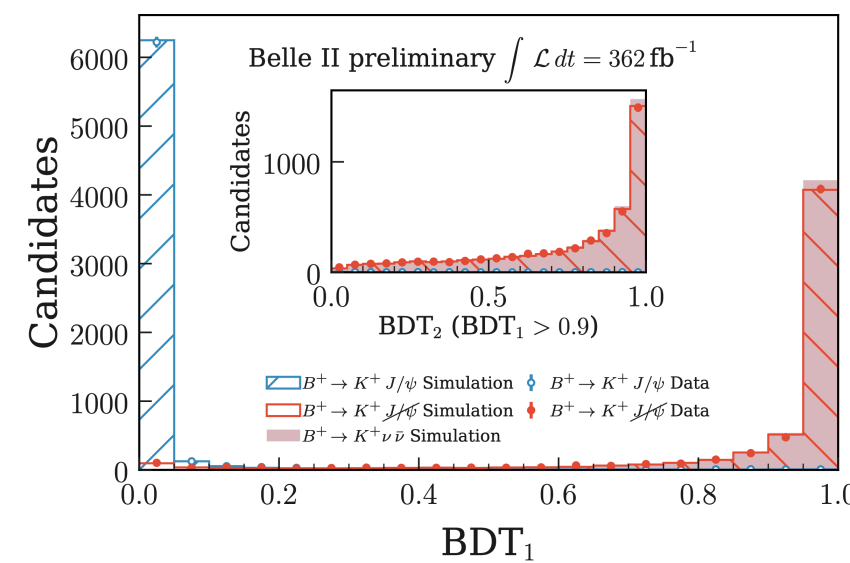 Candidates
6000
5000
4000
3000
2000
1000
0
Belle II preliminary ∫ ℒ dt = 362 fb⁻¹
Candidates
1000
0
0.0 0.5 1.0
BDT₂ (BDT₁ > 0.9)
B⁺ → K⁺ J/ψ Simulation
B⁺ → K⁺ J/ψ Data
B⁺ → K⁺ J̸/̸ψ̸ Simulation
B⁺ → K⁺ J̸/̸ψ̸ Data
B⁺ → K⁺ν ν̄ Simulation
0.0 0.2 0.4 0.6 0.8 1.0
BDT₁